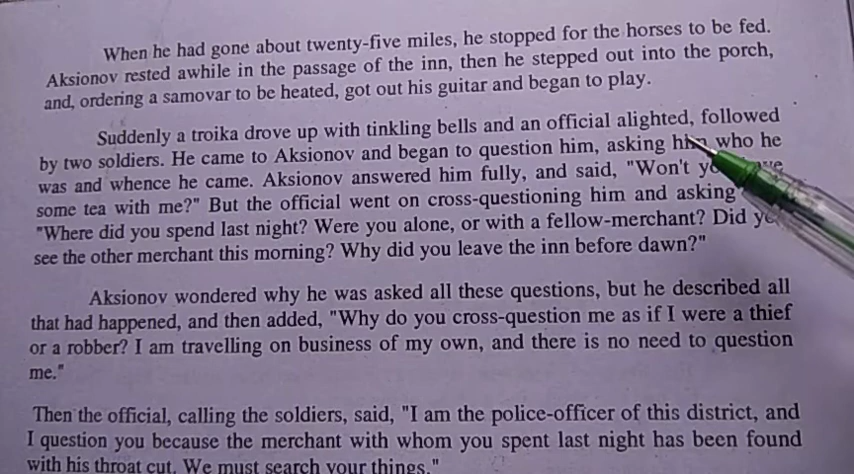 When he had gone about twenty-five miles, he stopped for the horses to be fed.
Aksionov rested awhile in the passage of the inn, then he stepped out into the porch,
and, ordering a samovar to be heated, got out his guitar and began to play.
Suddenly a troika drove up with tinkling bells and an official alighted, followed
by two soldiers. He came to Aksionov and began to question him, asking him who he
was and whence he came. Aksionov answered him fully, and said, "Won't
some tea with me?" But the official went on cross-questioning him and asking
"Where did you spend last night? Were you alone, or with a fellow-merchant? Did
see the other merchant this morning? Why did you leave the inn before dawn?"
Aksionov wondered why he was asked all these questions, but he described all
that had happened, and then added, "Why do you cross-question me as if I were a thief
or a robber? I am travelling on business of my own, and there is no need to question
me."
Then the official, calling the soldiers, said, "I am the police-officer of this district, and
I question you because the merchant with whom you spent last night has been found
with his throat cut. We must search your things."